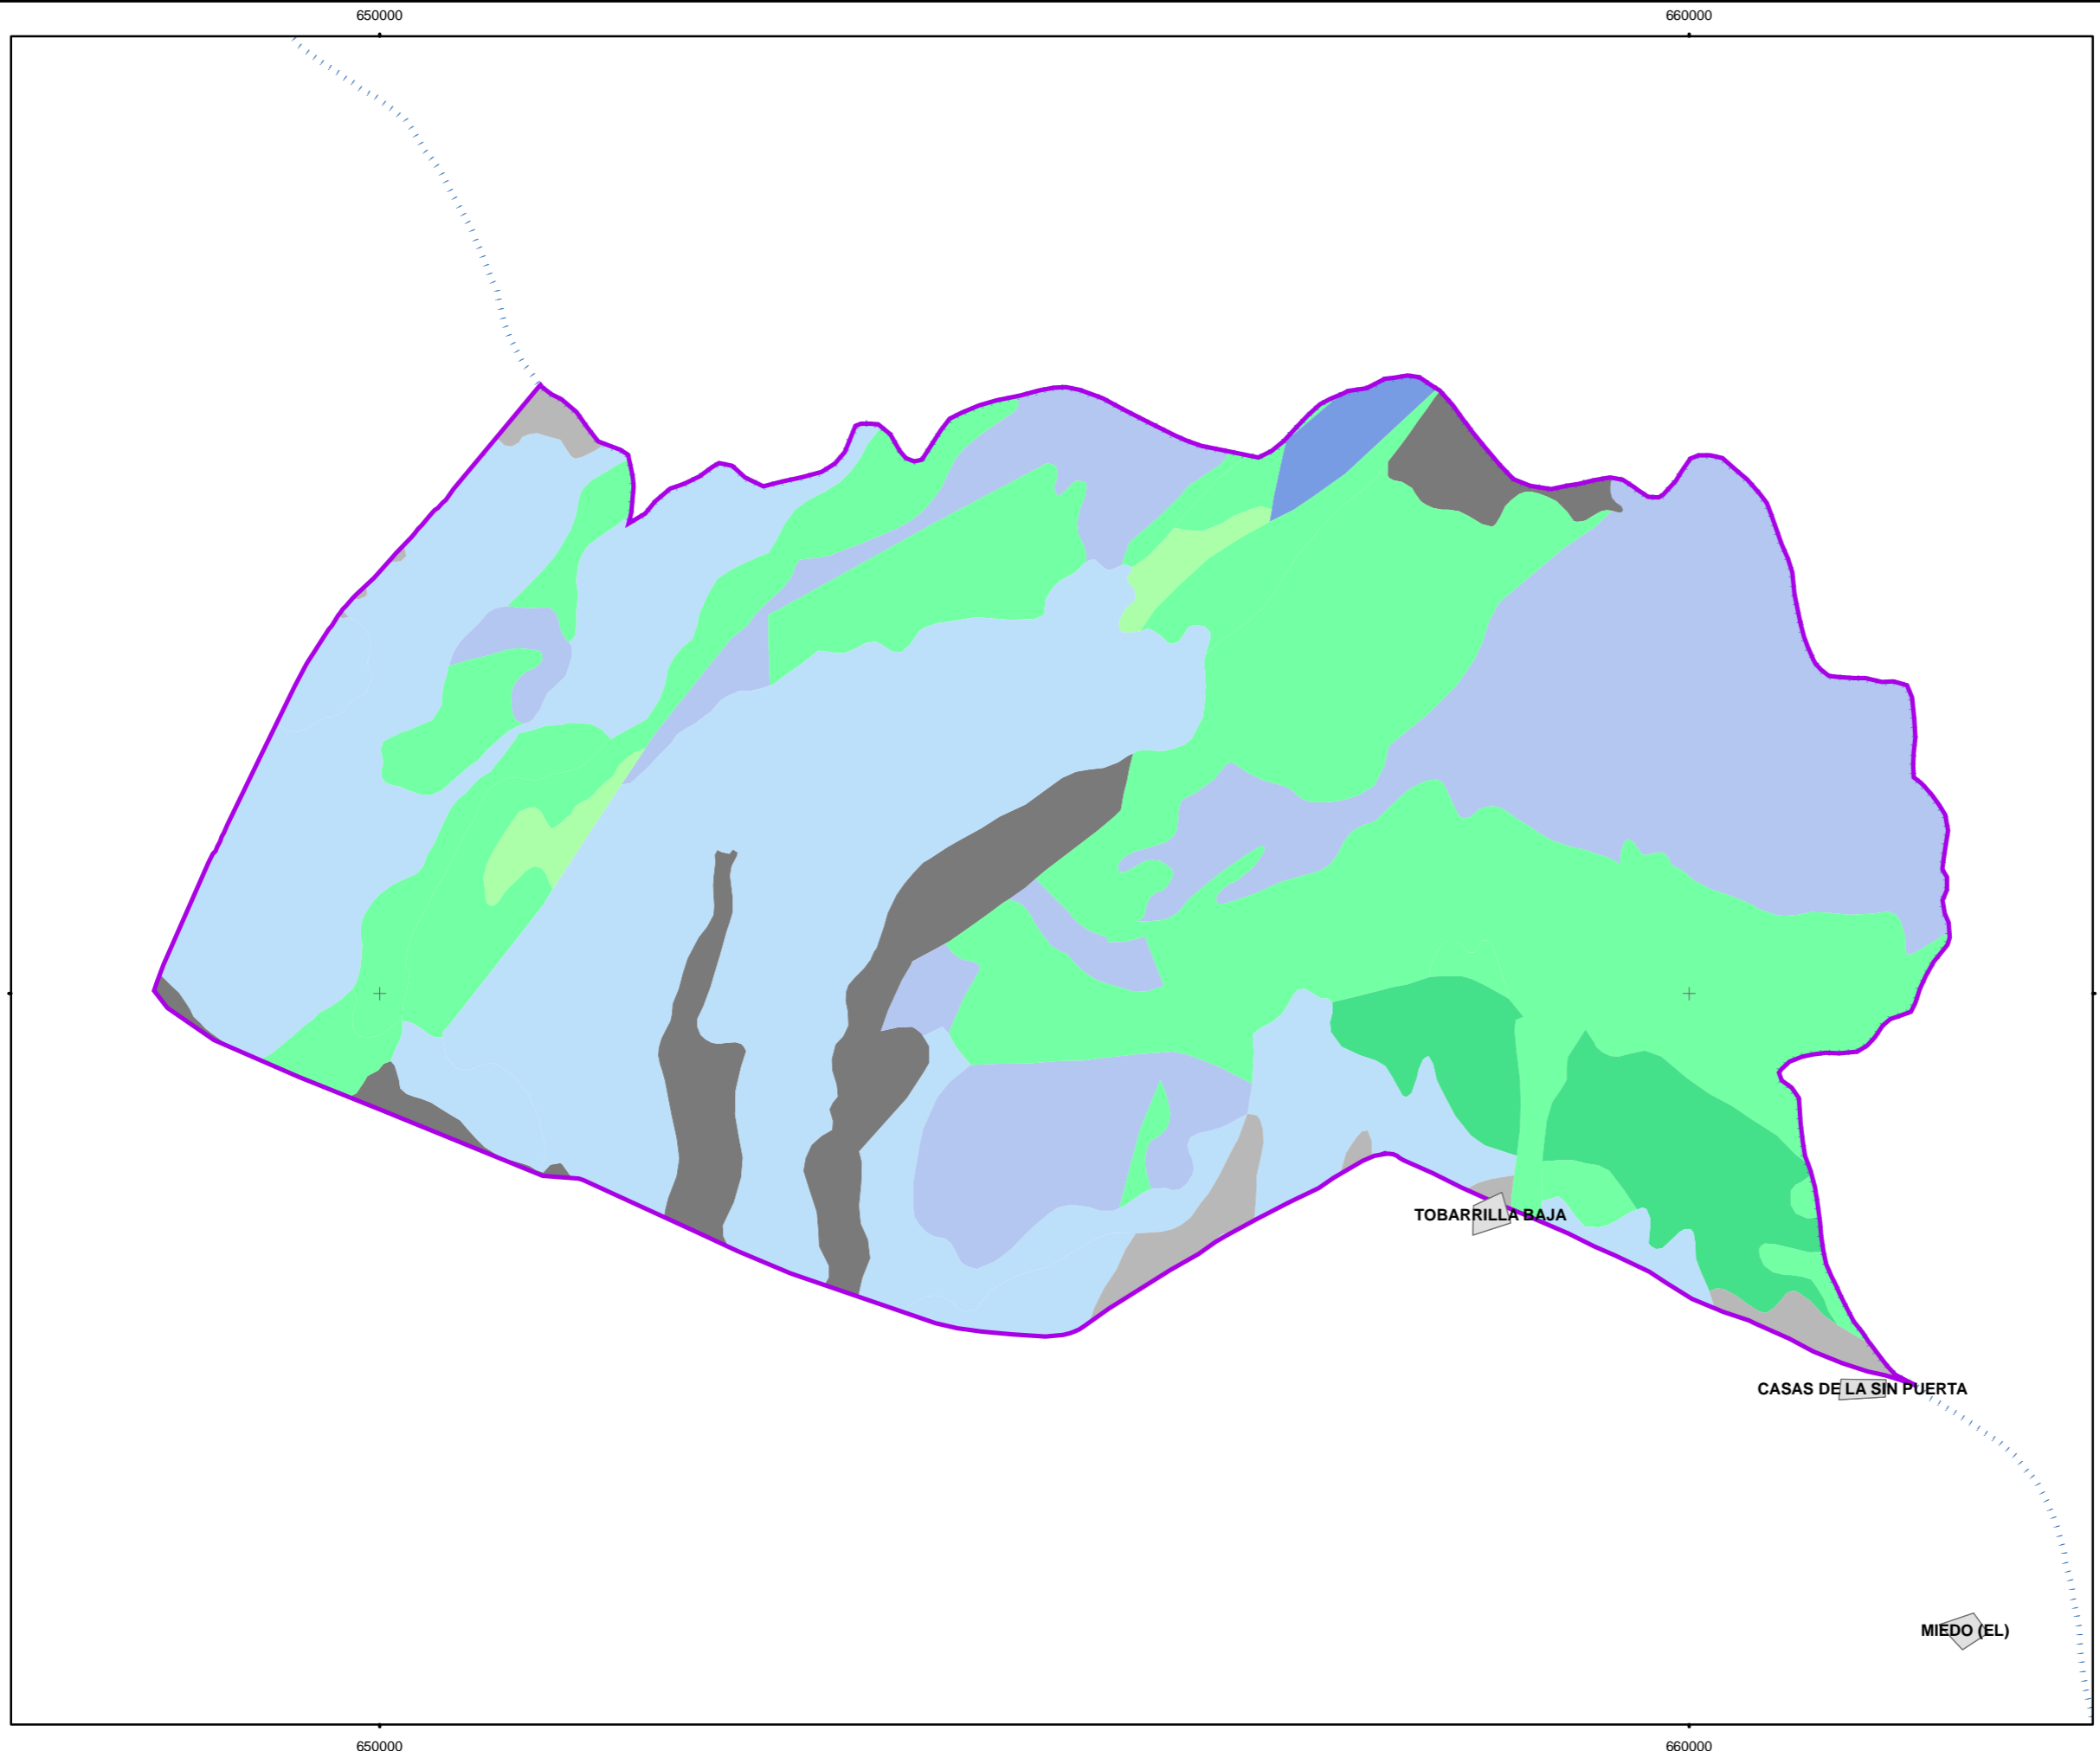 650000 660000
TOBARRILLA BAJA
CASAS DE LA SIN PUERTA
MIEDO (EL)
650000 660000